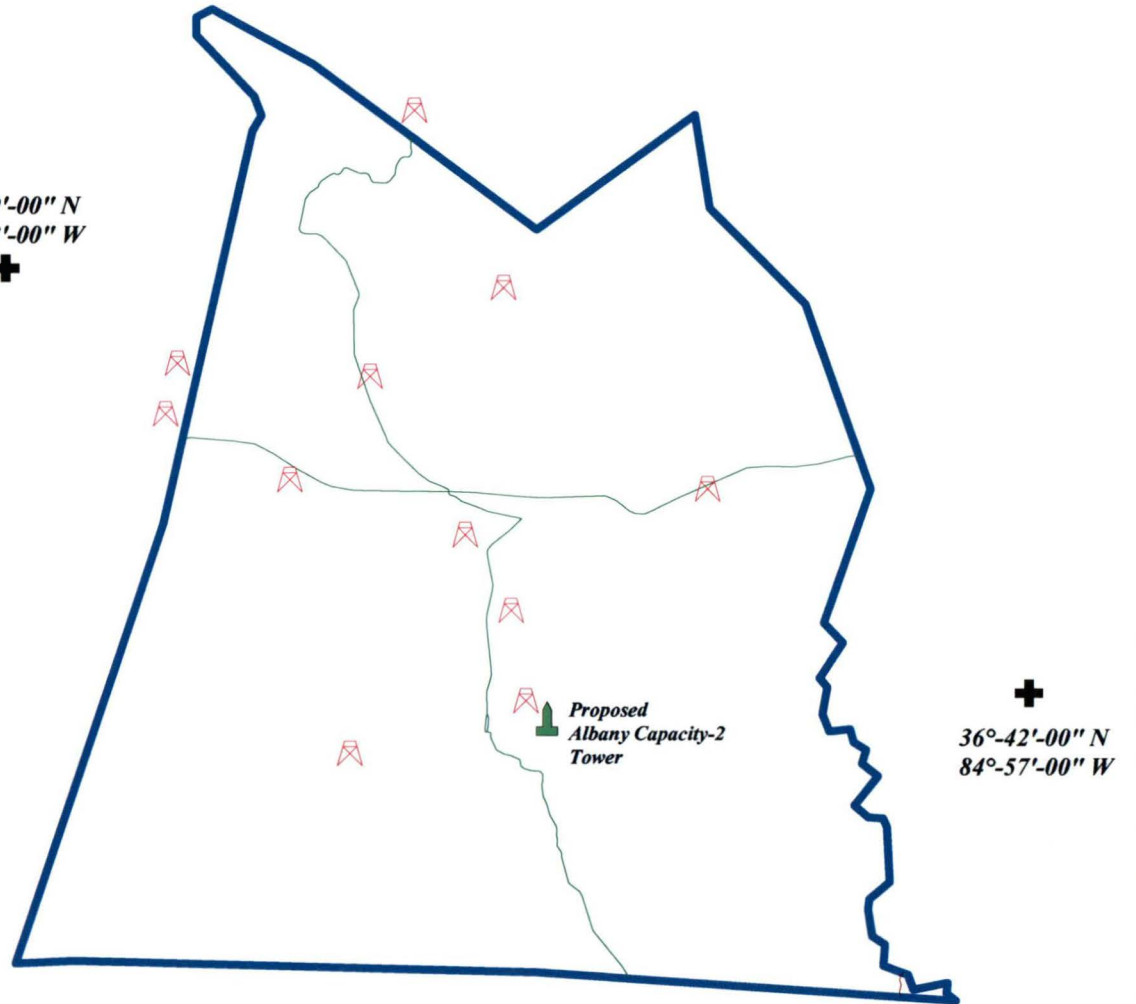 '-00" N
'-00" W
Proposed
Albany Capacity-2
Tower
36°-42'-00" N
84°-57'-00" W